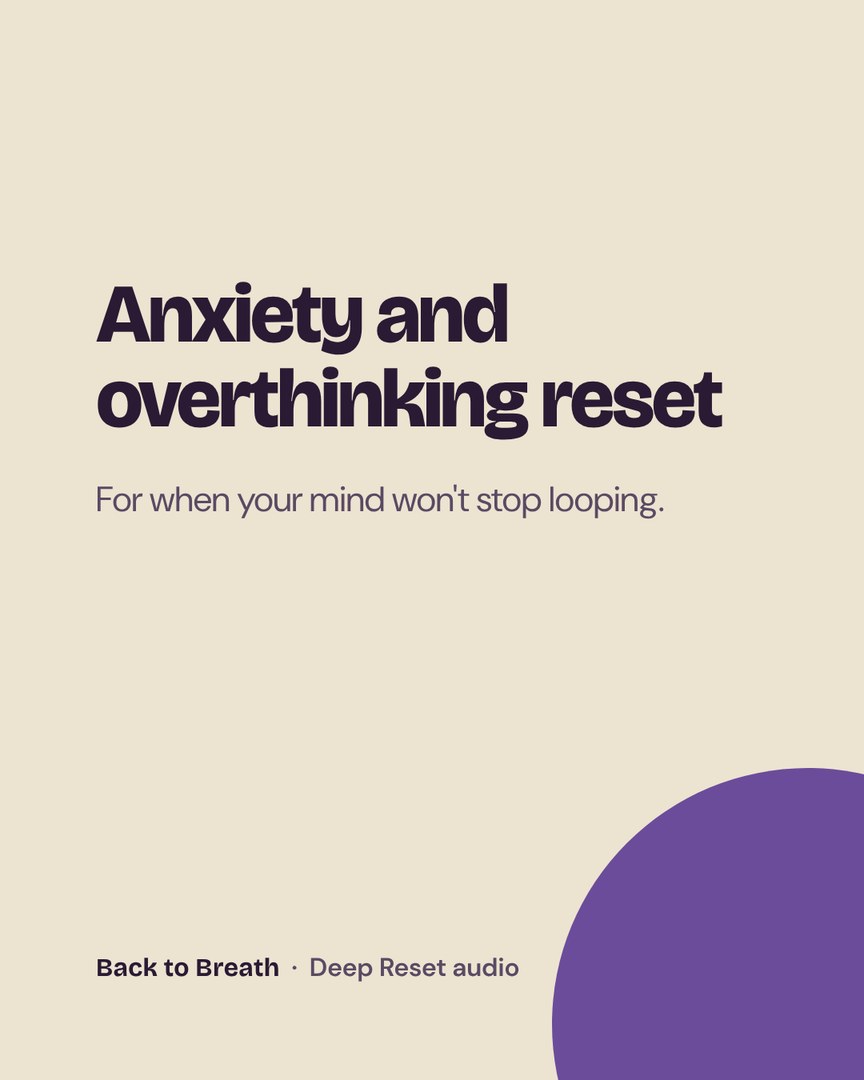 Anxiety and
overthinking reset
For when your mind won't stop looping.
Back to Breath · Deep Reset audio